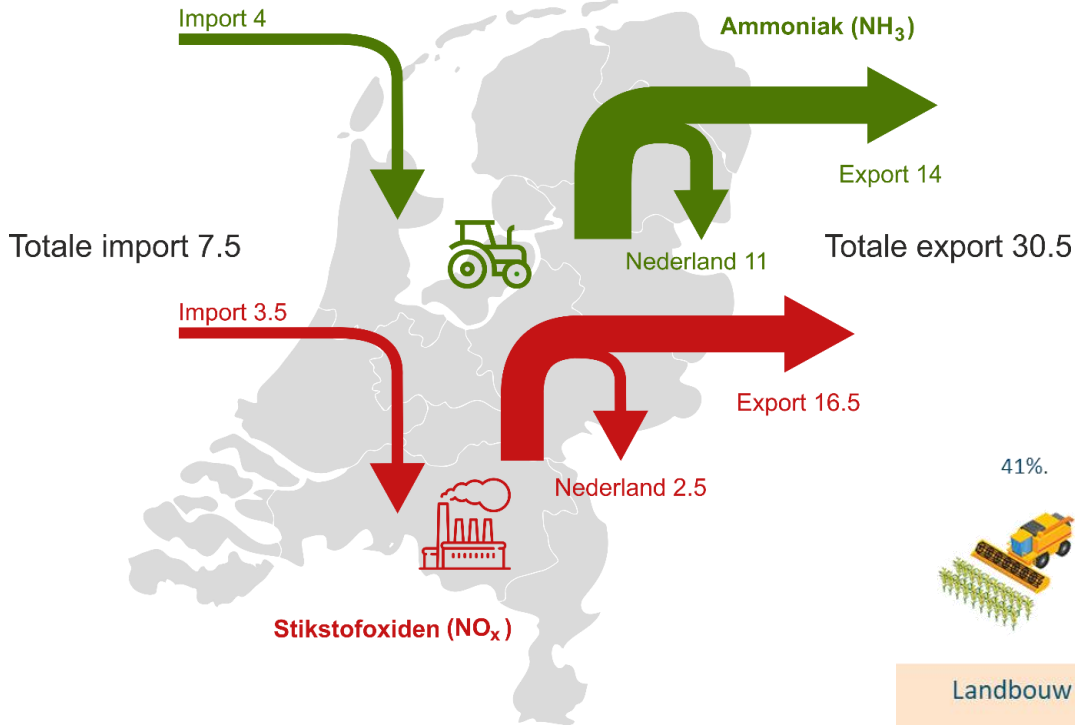 Import 4
Ammoniak (NH₃)
Export 14
Totale import 7.5
Totale export 30.5
Nederland 11
Import 3.5
Export 16.5
41%.
Nederland 2.5
Stikstofoxiden (NOₓ)
Landbouw